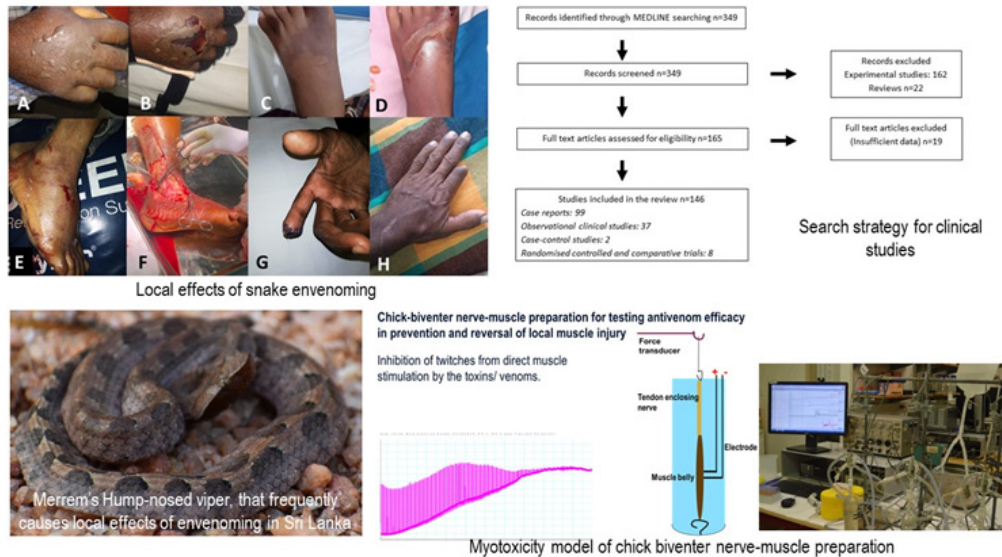 A
B
C
D
E
F
G
H
Local effects of snake envenoming
Records identified through MEDLINE searching n=349
Records screened n=349
Records excluded
Experimental studies: 162
Reviews n=22
Full text articles assessed for eligibility n=165
Full text articles excluded
(Insufficient data) n=19
Studies included in the review n=146
Case reports: 99
Observational clinical studies: 37
Case-control studies: 2
Randomised controlled and comparative trials: 8
Search strategy for clinical
studies
Merrem's Hump-nosed viper, that frequently
causes local effects of envenoming in Sri Lanka
Chick-biventer nerve-muscle preparation for testing antivenom efficacy
in prevention and reversal of local muscle injury
Inhibition of twitches from direct muscle
stimulation by the toxins/ venoms.
Force
transducer
+ -
Tendon enclosing
nerve
Electrode
Muscle belly
Myotoxicity model of chick biventer nerve-muscle preparation